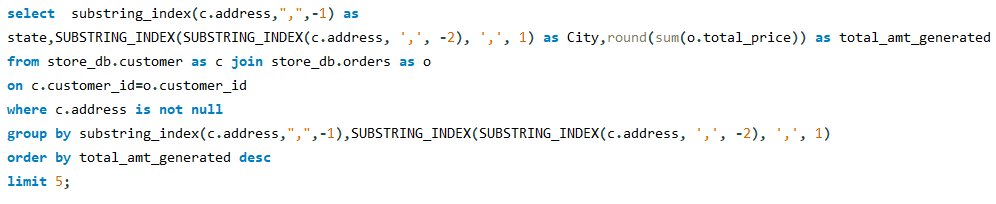 select  substring_index(c.address,",",-1) as
state,SUBSTRING_INDEX(SUBSTRING_INDEX(c.address, ',', -2), ',', 1) as City,round(sum(o.total_price)) as total_amt_generated
from store_db.customer as c join store_db.orders as o
on c.customer_id=o.customer_id
where c.address is not null
group by substring_index(c.address,",",-1),SUBSTRING_INDEX(SUBSTRING_INDEX(c.address, ',', -2), ',', 1)
order by total_amt_generated desc
limit 5;